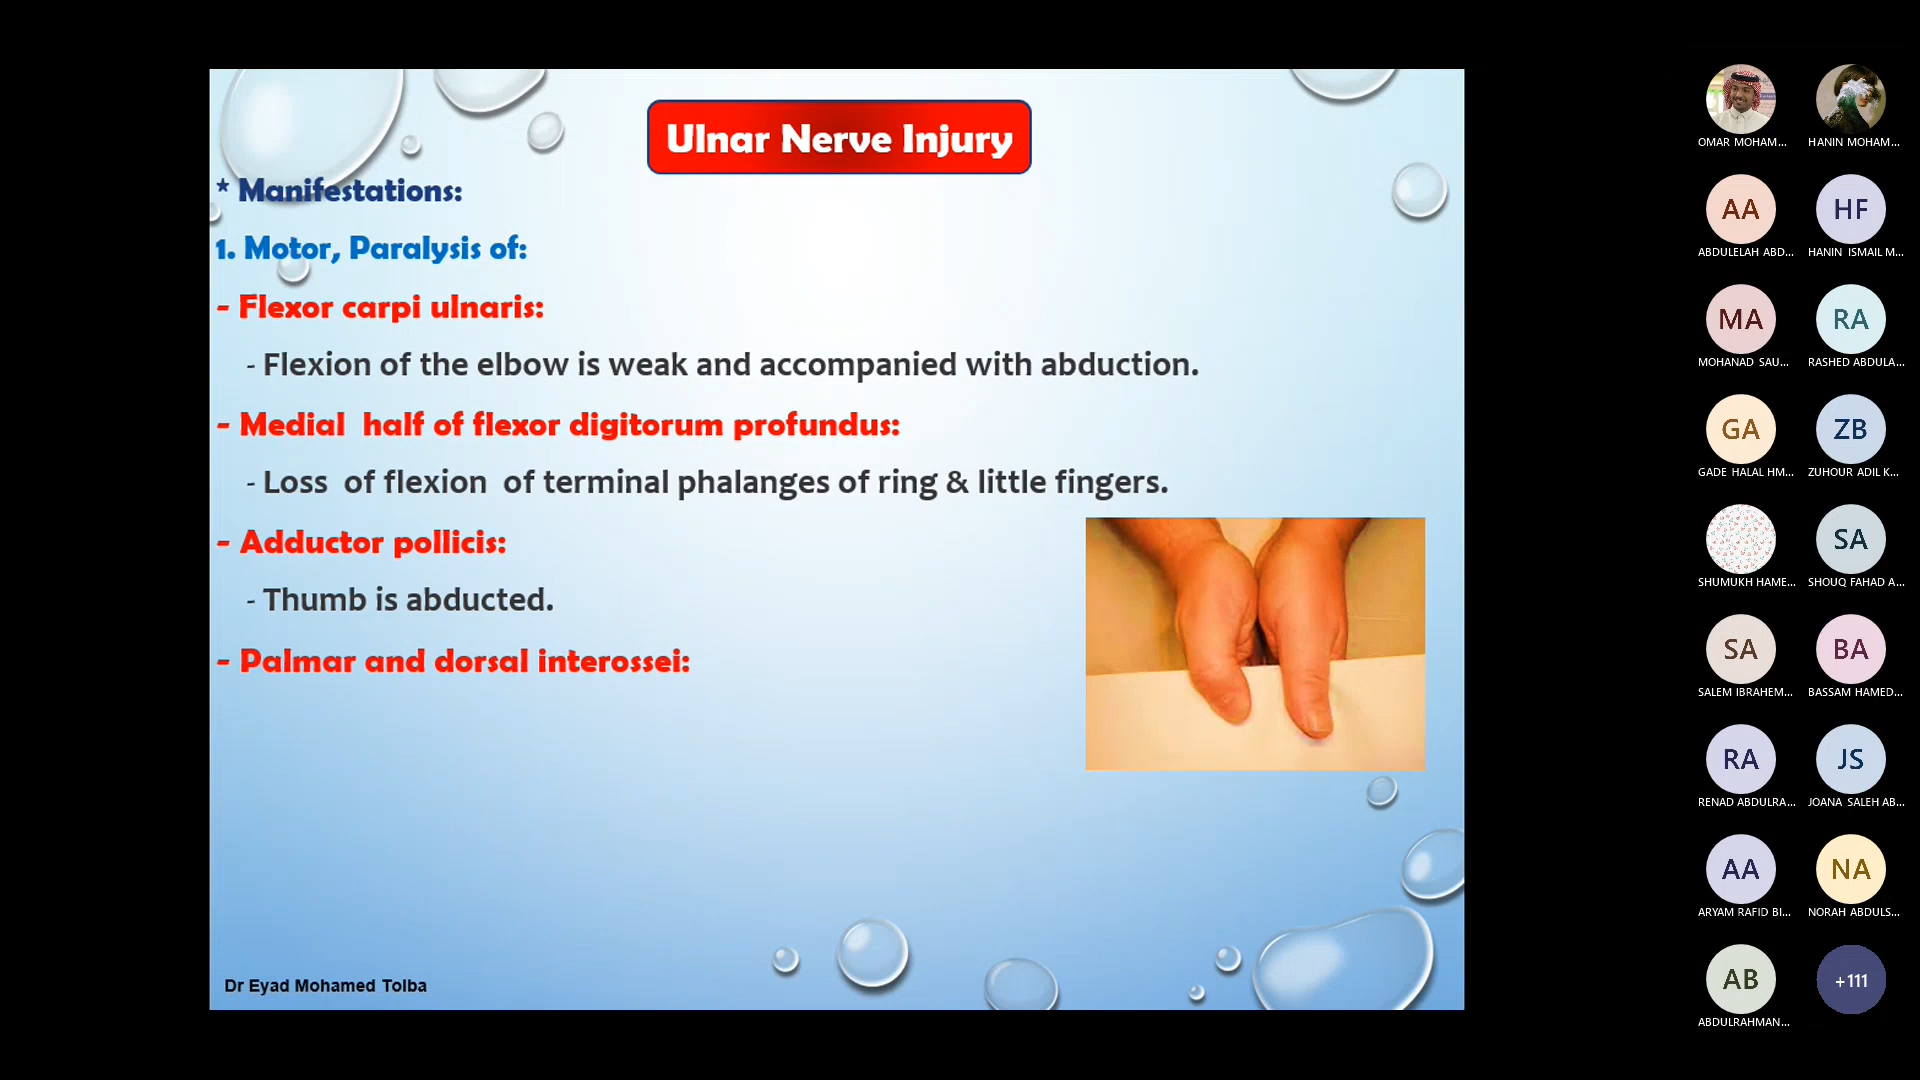 Ulnar Nerve Injury
* Manifestations:
1. Motor, Paralysis of:
- Flexor carpi ulnaris:
- Flexion of the elbow is weak and accompanied with abduction.
- Medial half of flexor digitorum profundus:
- Loss of flexion of terminal phalanges of ring & little fingers.
- Adductor pollicis:
- Thumb is abducted.
- Palmar and dorsal interossei:
Dr Eyad Mohamed Tolba
OMAR MOHAM...
HANIN MOHAM...
AA
HF
ABDULELAH ABD...
HANIN ISMAIL M...
MA
RA
MOHANAD SAU...
RASHED ABDULA...
GA
ZB
GADE HALAL HM...
ZUHOUR ADIL K...
SA
SHUMUKH HAME...
SHOUQ FAHAD A...
SA
BA
SALEM IBRAHEM...
BASSAM HAMED...
RA
JS
RENAD ABDULRA...
JOANA SALEH AB...
AA
NA
ARYAM RAFID BI...
NORAH ABDULS...
AB
+111
ABDULRAHMAN...